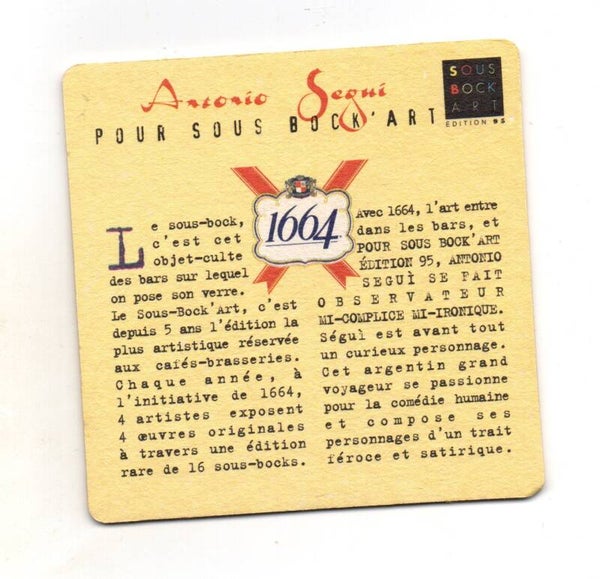 Antonio Segui
POUR SOUS BOCK'ART
SOUS
BOCK
ART
ÉDITION 95
1664
Le sous-bock,
c'est cet
objet-culte
des bars sur lequel
on pose son verre.
Le Sous-Bock'Art, c'est
depuis 5 ans l'édition la
plus artistique réservée
aux cafés-brasseries.
Chaque année, à
l'initiative de 1664,
4 artistes exposent
4 œuvres originales
à travers une édition
rare de 16 sous-bocks.
Avec 1664, l'art entre
dans les bars, et
POUR SOUS BOCK'ART
ÉDITION 95, ANTONIO
SEGUÌ SE FAIT
OBSERVATEUR
MI-COMPLICE MI-IRONIQUE.
Séguì est avant tout
un curieux personnage.
Cet argentin grand
voyageur se passionne
pour la comédie humaine
et compose ses
personnages d'un trait
féroce et satirique.